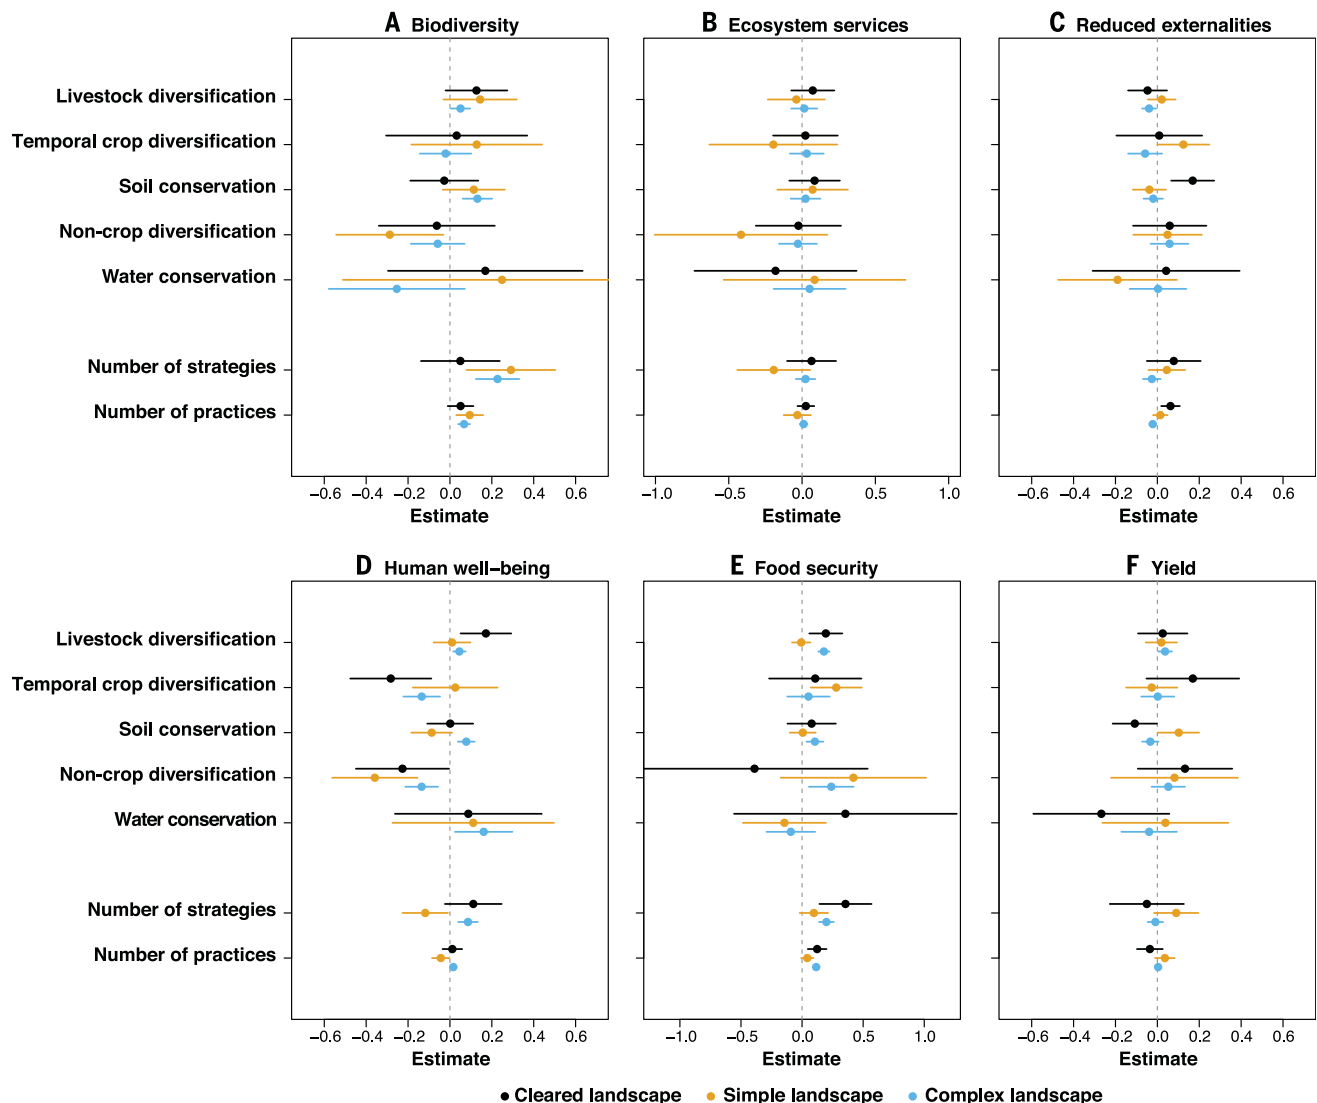 A Biodiversity
B Ecosystem services
C Reduced externalities
Livestock diversification
Temporal crop diversification
Soil conservation
Non-crop diversification
Water conservation
Number of strategies
Number of practices
−0.6 −0.4 −0.2 0.0 0.2 0.4 0.6
Estimate
−1.0 −0.5 0.0 0.5 1.0
Estimate
−0.6 −0.4 −0.2 0.0 0.2 0.4 0.6
Estimate
D Human well−being
E Food security
F Yield
Livestock diversification
Temporal crop diversification
Soil conservation
Non-crop diversification
Water conservation
Number of strategies
Number of practices
−0.6 −0.4 −0.2 0.0 0.2 0.4 0.6
Estimate
−1.0 −0.5 0.0 0.5 1.0
Estimate
−0.6 −0.4 −0.2 0.0 0.2 0.4 0.6
Estimate
Cleared landscape Simple landscape Complex landscape